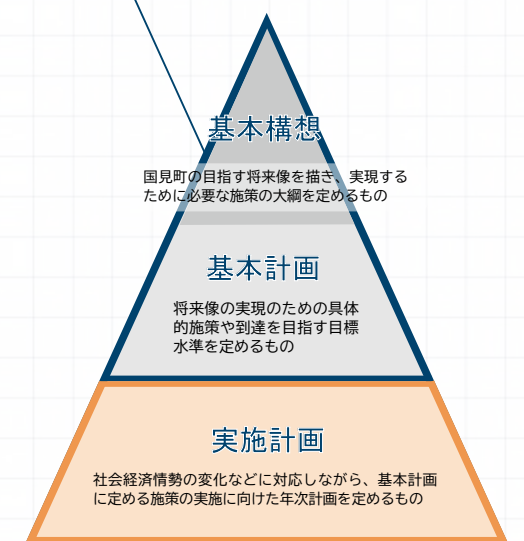 基本構想
国見町の目指す将来像を描き、実現する
ために必要な施策の大綱を定めるもの
基本計画
将来像の実現のための具体
的施策や到達を目指す目標
水準を定めるもの
実施計画
社会経済情勢の変化などに対応しながら、基本計画
に定める施策の実施に向けた年次計画を定めるもの